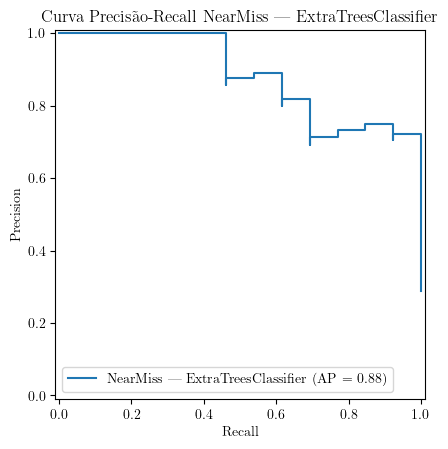 Curva Precisão-Recall NearMiss — ExtraTreesClassifier
1.0
0.8
0.6
0.4
0.2
0.0
Precision
NearMiss — ExtraTreesClassifier (AP = 0.88)
0.0 0.2 0.4 0.6 0.8 1.0
Recall